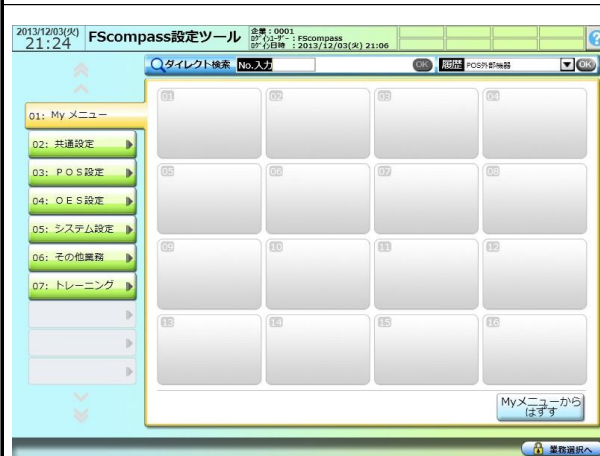 2013/12/03(火)
21:24
FScompass設定ツール
企業：0001
ﾛｸﾞｲﾝﾕｰｻﾞｰ：FScompass
ﾛｸﾞｲﾝ日時：2013/12/03(火) 21:06
?
ダイレクト検索 No.入力 OK 履歴 POS外部機器 OK
01: My メニュー
02: 共通設定
03: ＰＯＳ設定
04: ＯＥＳ設定
05: システム設定
06: その他業務
07: トレーニング
01 02 03 04
05 06 07 08
09 10 11 12
13 14 15 16
Myメニューから
はずす
業務選択へ